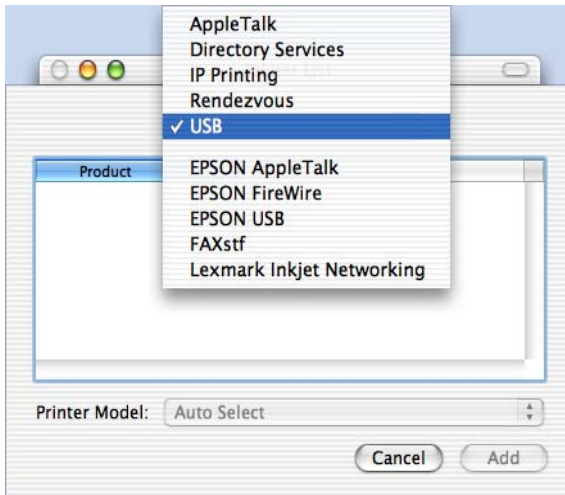 AppleTalk
Directory Services
IP Printing
Rendezvous
✓ USB
EPSON AppleTalk
EPSON FireWire
EPSON USB
FAXstf
Lexmark Inkjet Networking
Product
Printer Model: Auto Select
Cancel Add